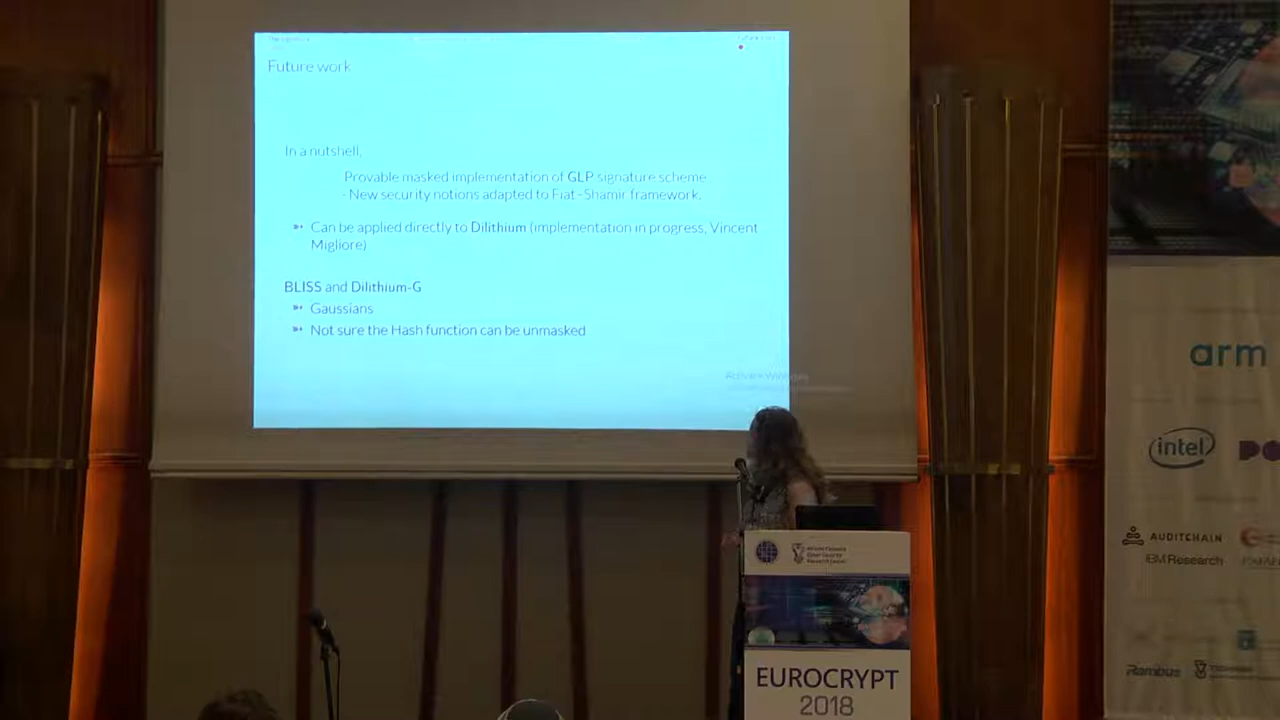 Future work
In a nutshell,
Provable masked implementation of GLP signature scheme
- New security notions adapted to Fiat-Shamir framework.
Can be applied directly to Dilithium (implementation in progress, Vincent
Migliore)
BLISS and Dilithium-G
Gaussians
Not sure the Hash function can be unmasked
arm
intel
AUDITCHAIN
IBM Research
Rambus
EUROCRYPT
2018